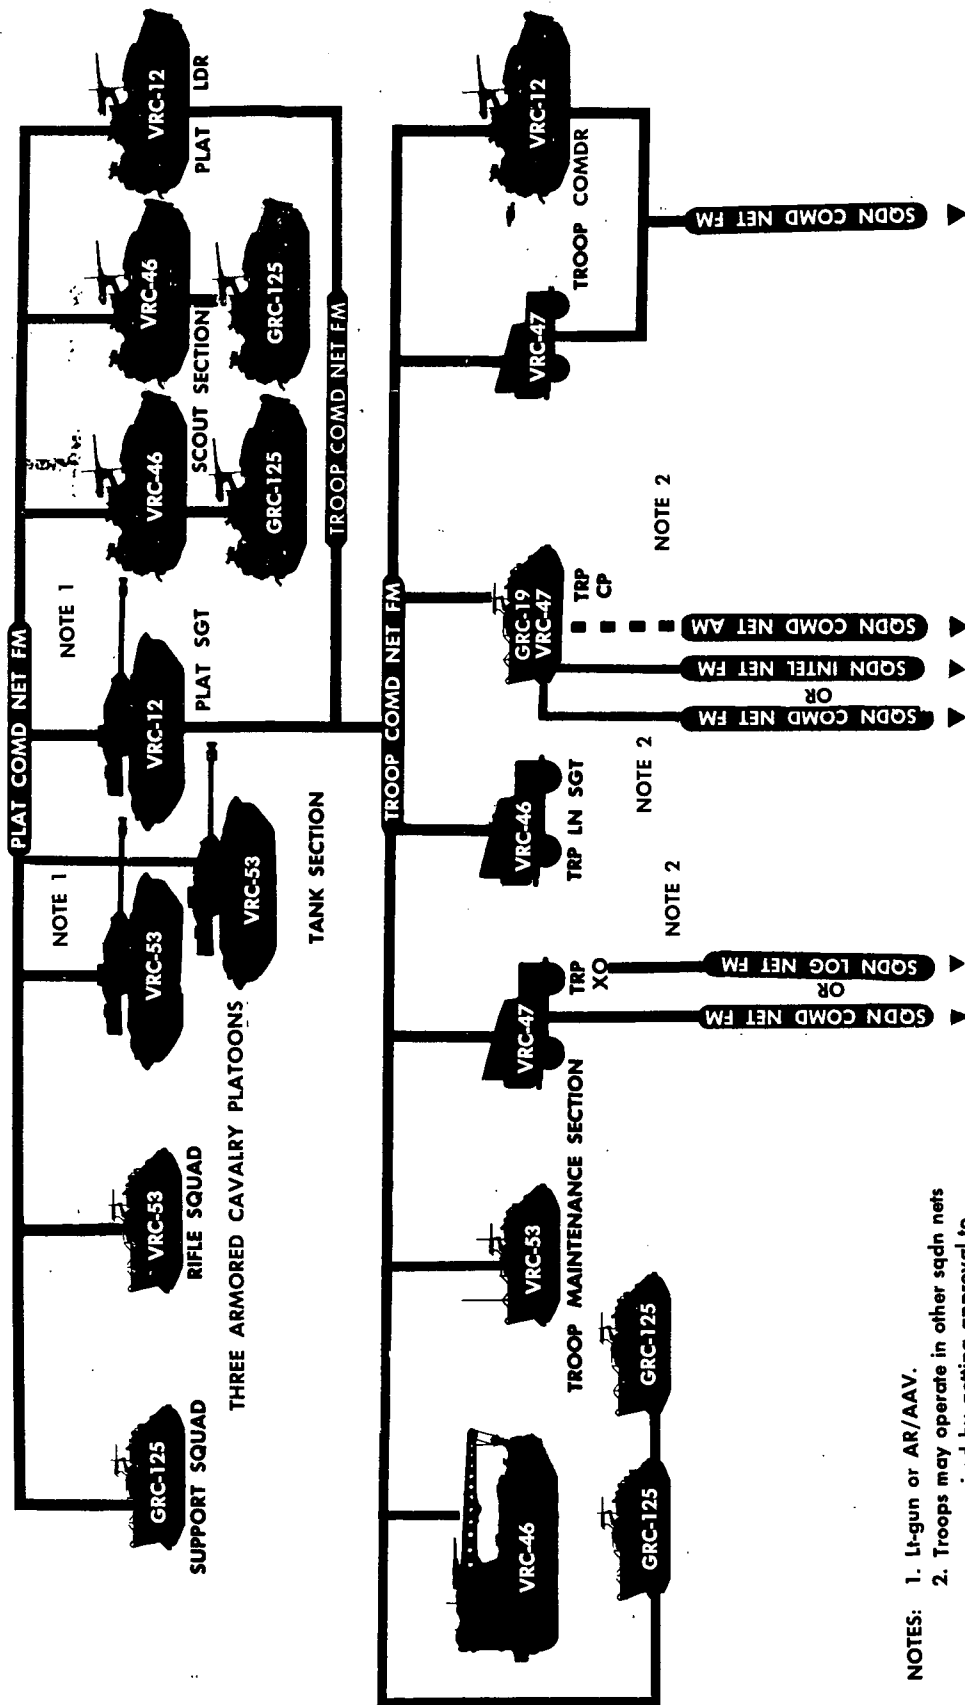 PLAT COMD NET FM
GRC-125
SUPPORT SQUAD
VRC-53
RIFLE SQUAD
NOTE 1
VRC-53
VRC-53
TANK SECTION
NOTE 1
VRC-12
PLAT SGT
VRC-46
GRC-125
SCOUT SECTION
VRC-46
GRC-125
VRC-12
PLAT LDR
THREE ARMORED CAVALRY PLATOONS
TROOP COMD NET FM
TROOP COMD NET FM
VRC-46
GRC-125
GRC-125
VRC-53
TROOP MAINTENANCE SECTION
VRC-47
TRP
XO
NOTE 2
SQDN COMD NET FM
OR
SQDN LOG NET FM
VRC-46
TRP LN SGT
NOTE 2
GRC-19
VRC-47
TRP
CP
NOTE 2
SQDN COMD NET FM
OR
SQDN INTEL NET FM
SQDN COMD NET AM
VRC-47
VRC-12
TROOP COMDR
SQDN COMD NET FM
NOTES: 1. Lt-gun or AR/AAV.
2. Troops may operate in other sqdn nets
by getting approval to